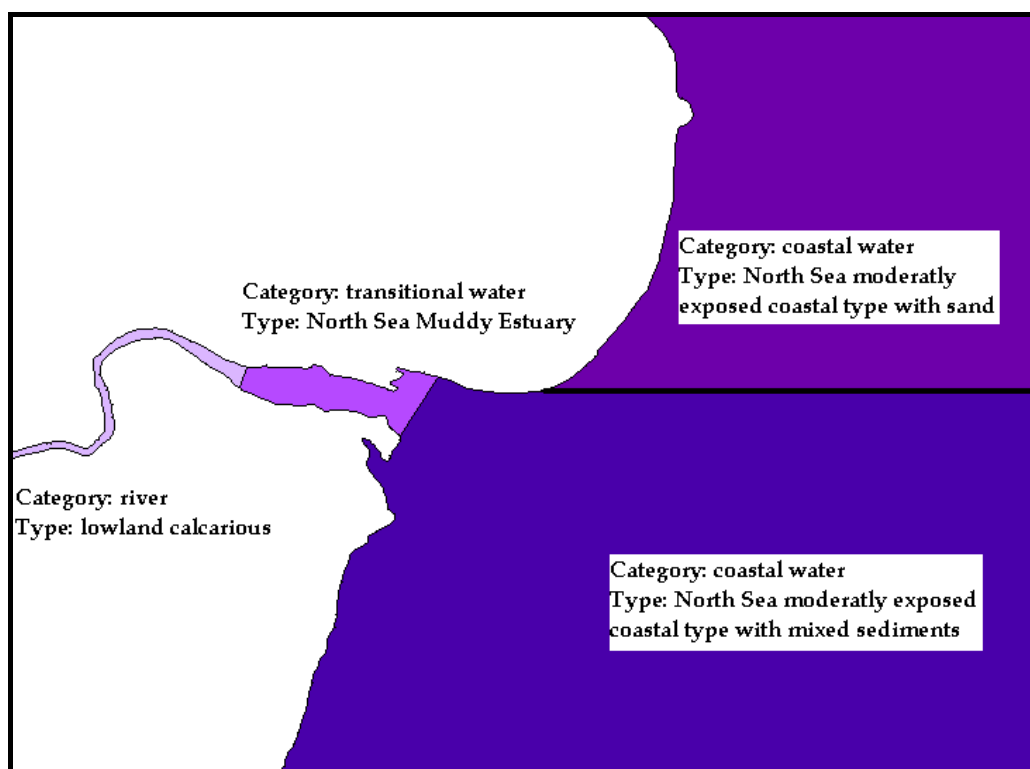 Category: coastal water
Type: North Sea moderatly
exposed coastal type with sand
Category: transitional water
Type: North Sea Muddy Estuary
Category: river
Type: lowland calcarious
Category: coastal water
Type: North Sea moderatly exposed
coastal type with mixed sediments